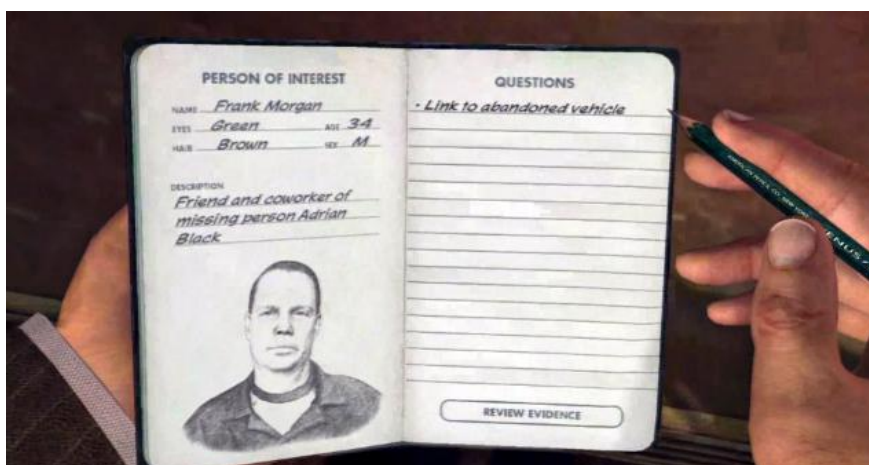 PERSON OF INTEREST
NAME Frank Morgan
EYES Green AGE 34
HAIR Brown SEX M
DESCRIPTION
Friend and coworker of
missing person Adrian
Black
QUESTIONS
- Link to abandoned vehicle
REVIEW EVIDENCE
VENUS